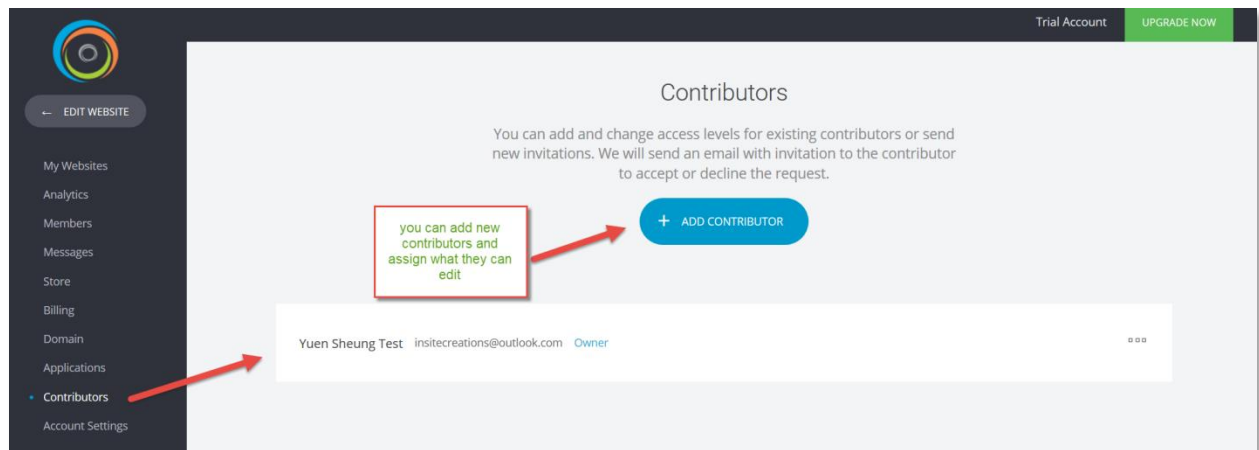 Trial Account
UPGRADE NOW
← EDIT WEBSITE
My Websites
Analytics
Members
Messages
Store
Billing
Domain
Applications
Contributors
Account Settings
Contributors
You can add and change access levels for existing contributors or send
new invitations. We will send an email with invitation to the contributor
to accept or decline the request.
+ ADD CONTRIBUTOR
you can add new
contributors and
assign what they can
edit
Yuen Sheung Test insitecreations@outlook.com Owner